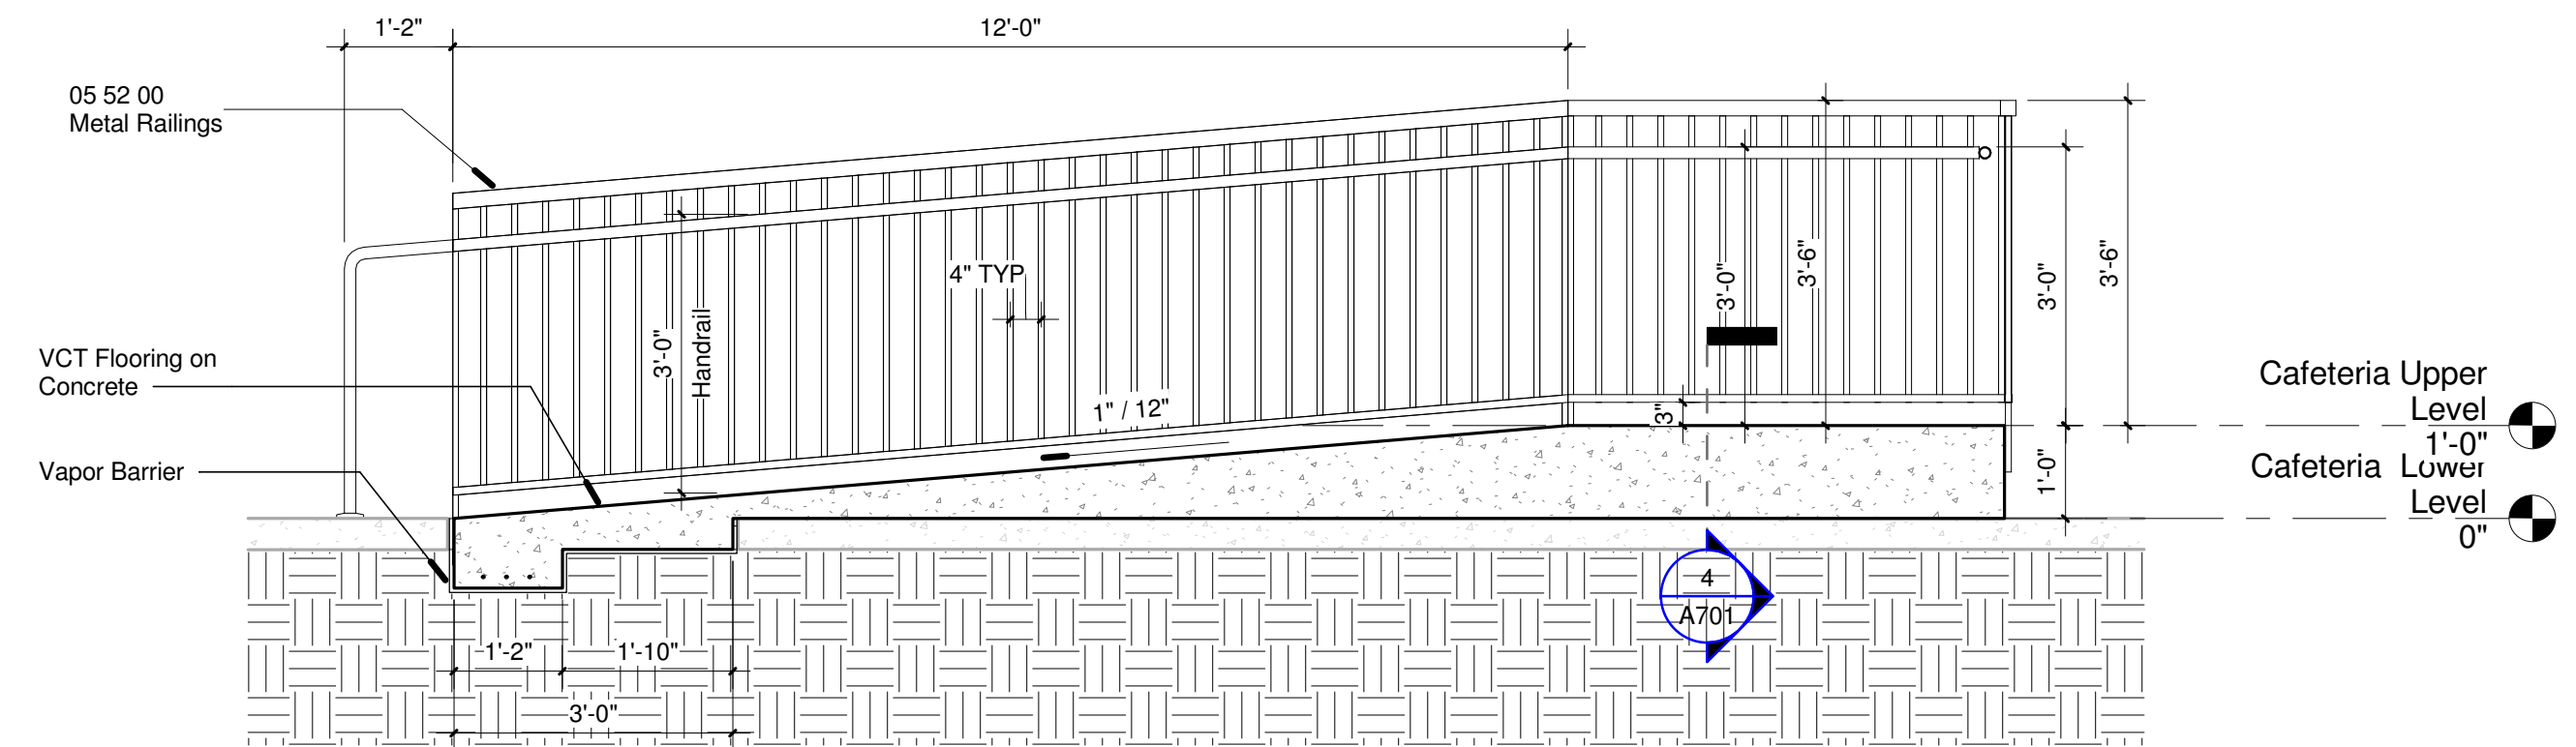 1'-2"
12'-0"
05 52 00
Metal Railings
4" TYP
3'-0"
3'-6"
3'-0"
3'-6"
3'-0"
Handrail
VCT Flooring on
Concrete
1" / 12"
3"
Cafeteria Upper
Level
1'-0"
Vapor Barrier
1'-0"
Cafeteria Lower
Level
0"
4
A701
1'-2"
1'-10"
3'-0"